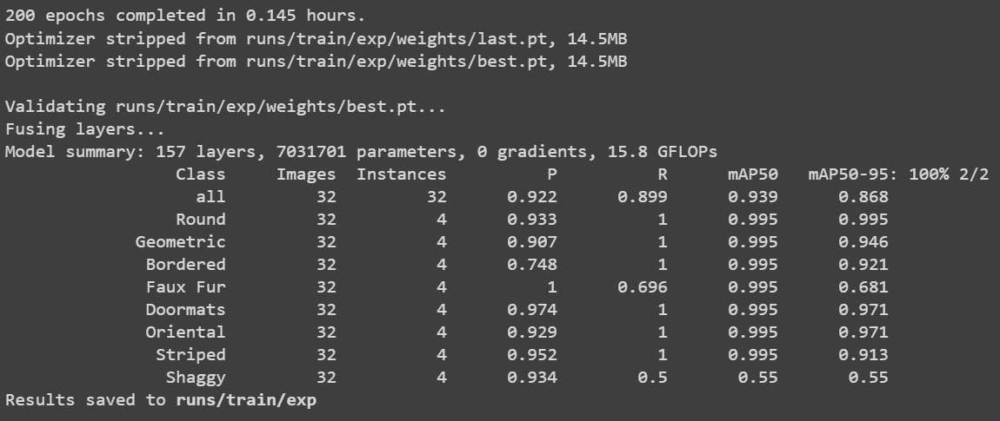 200 epochs completed in 0.145 hours.
Optimizer stripped from runs/train/exp/weights/last.pt, 14.5MB
Optimizer stripped from runs/train/exp/weights/best.pt, 14.5MB
Validating runs/train/exp/weights/best.pt...
Fusing layers...
Model summary: 157 layers, 7031701 parameters, 0 gradients, 15.8 GFLOPs
Class Images Instances P R mAP50 mAP50-95: 100% 2/2
all 32 32 0.922 0.899 0.939 0.868
Round 32 4 0.933 1 0.995 0.995
Geometric 32 4 0.907 1 0.995 0.946
Bordered 32 4 0.748 1 0.995 0.921
Faux Fur 32 4 1 0.696 0.995 0.681
Doormats 32 4 0.974 1 0.995 0.971
Oriental 32 4 0.929 1 0.995 0.971
Striped 32 4 0.952 1 0.995 0.913
Shaggy 32 4 0.934 0.5 0.55 0.55
Results saved to runs/train/exp